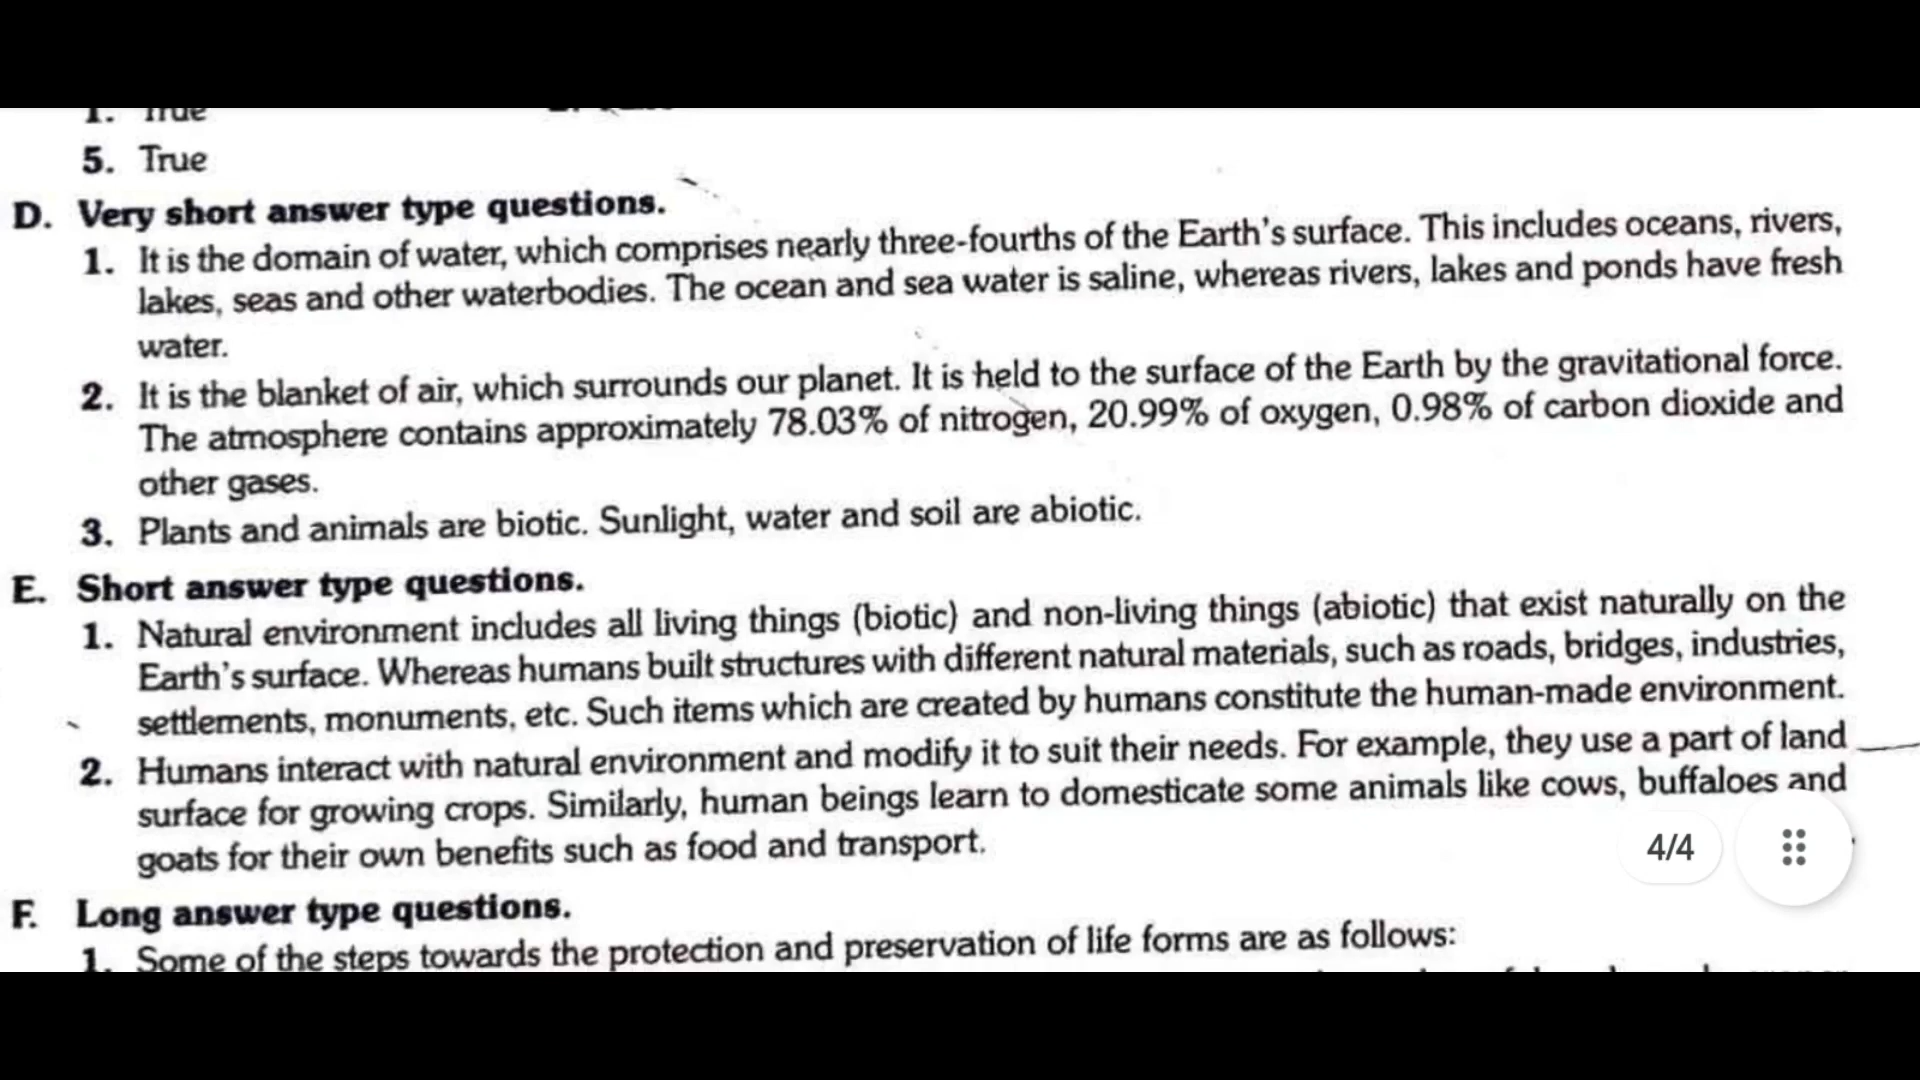 1. True
5. True
D. Very short answer type questions.
1. It is the domain of water, which comprises nearly three-fourths of the Earth's surface. This includes oceans, rivers,
lakes, seas and other waterbodies. The ocean and sea water is saline, whereas rivers, lakes and ponds have fresh
water.
2. It is the blanket of air, which surrounds our planet. It is held to the surface of the Earth by the gravitational force.
The atmosphere contains approximately 78.03% of nitrogen, 20.99% of oxygen, 0.98% of carbon dioxide and
other gases.
3. Plants and animals are biotic. Sunlight, water and soil are abiotic.
E. Short answer type questions.
1. Natural environment includes all living things (biotic) and non-living things (abiotic) that exist naturally on the
Earth's surface. Whereas humans built structures with different natural materials, such as roads, bridges, industries,
settlements, monuments, etc. Such items which are created by humans constitute the human-made environment.
2. Humans interact with natural environment and modify it to suit their needs. For example, they use a part of land
surface for growing crops. Similarly, human beings learn to domesticate some animals like cows, buffaloes and
goats for their own benefits such as food and transport.
4/4
F. Long answer type questions.
1. Some of the steps towards the protection and preservation of life forms are as follows: